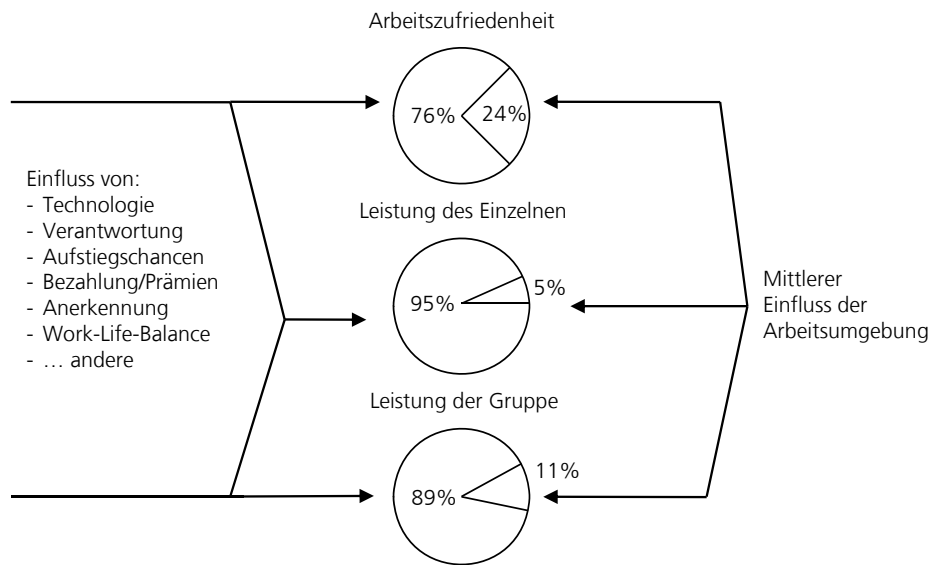 Arbeitszufriedenheit
76%
24%
Einfluss von:
- Technologie
- Verantwortung
- Aufstiegschancen
- Bezahlung/Prämien
- Anerkennung
- Work-Life-Balance
- … andere
Leistung des Einzelnen
95%
5%
Mittlerer
Einfluss der
Arbeitsumgebung
Leistung der Gruppe
89%
11%